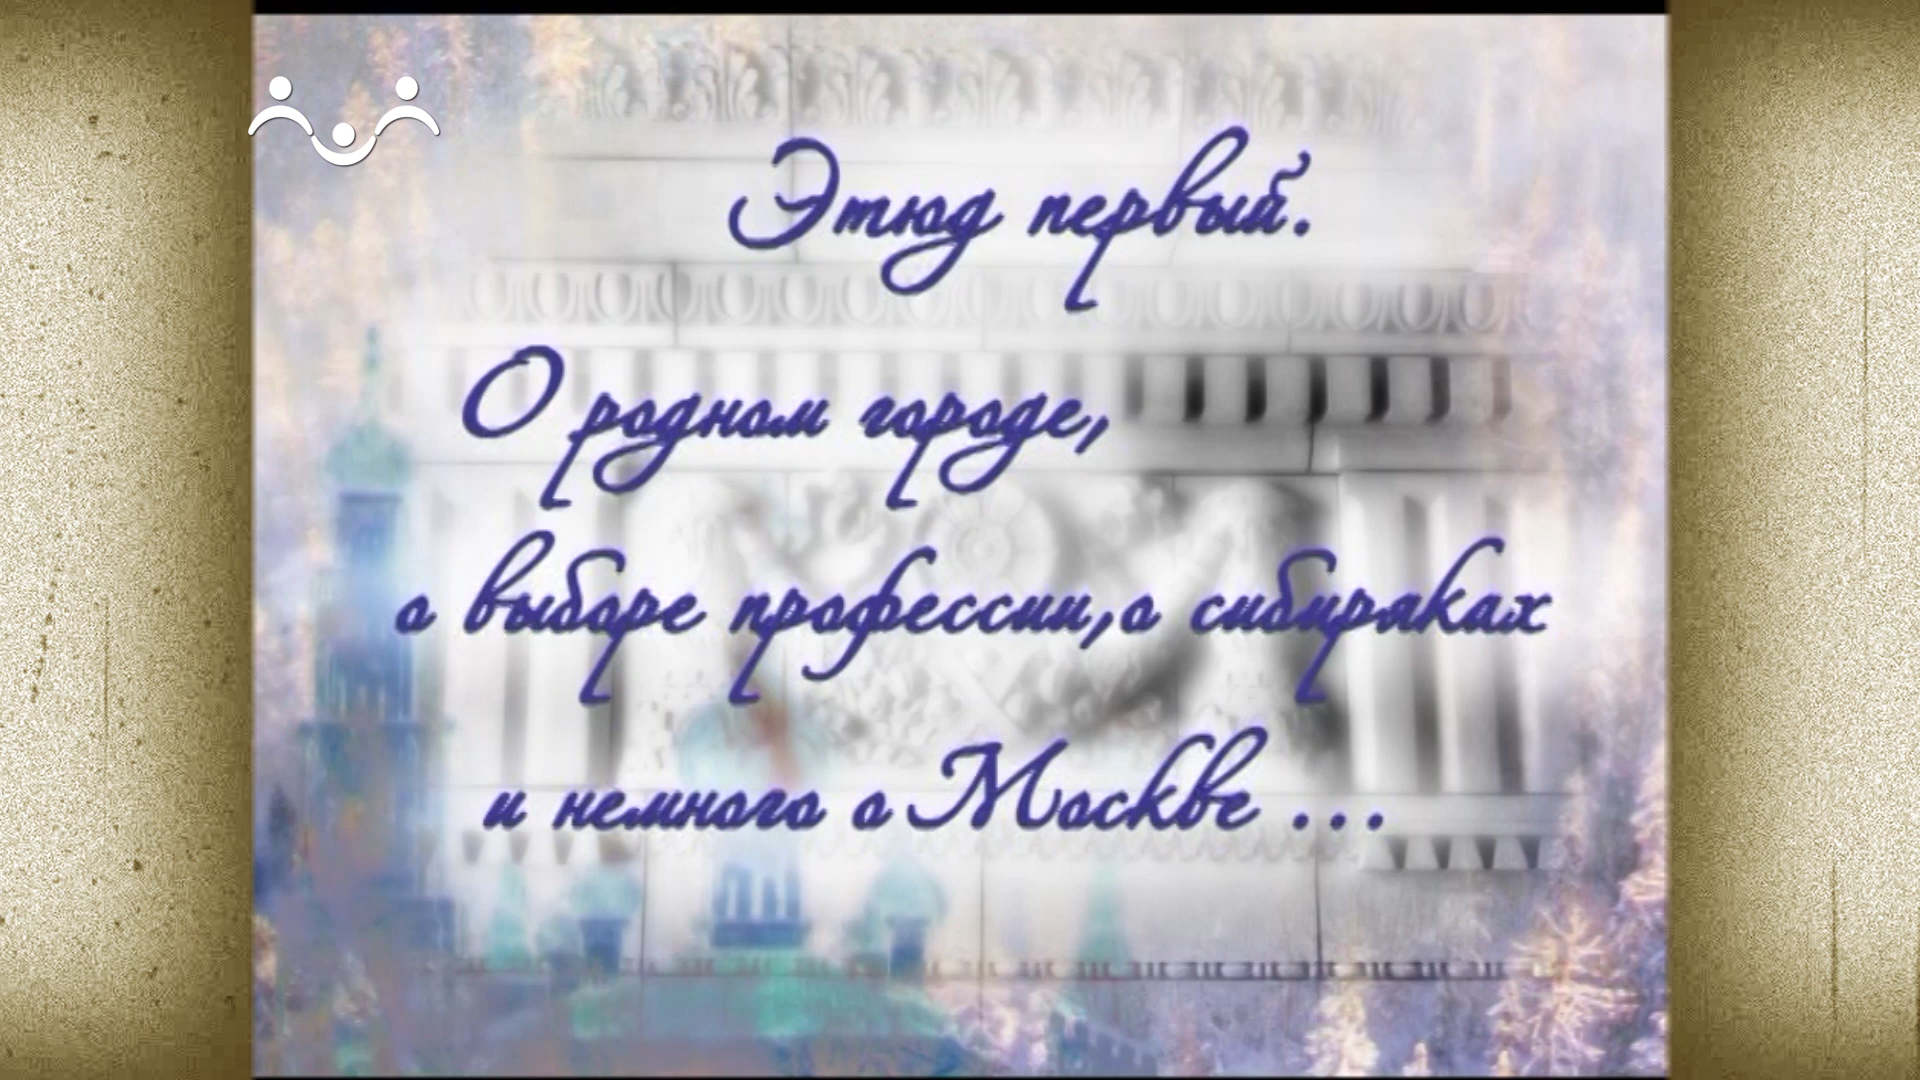 Этюд первый.
О родном городе,
о выборе профессии,о сибиряках
и немного о Москве ...